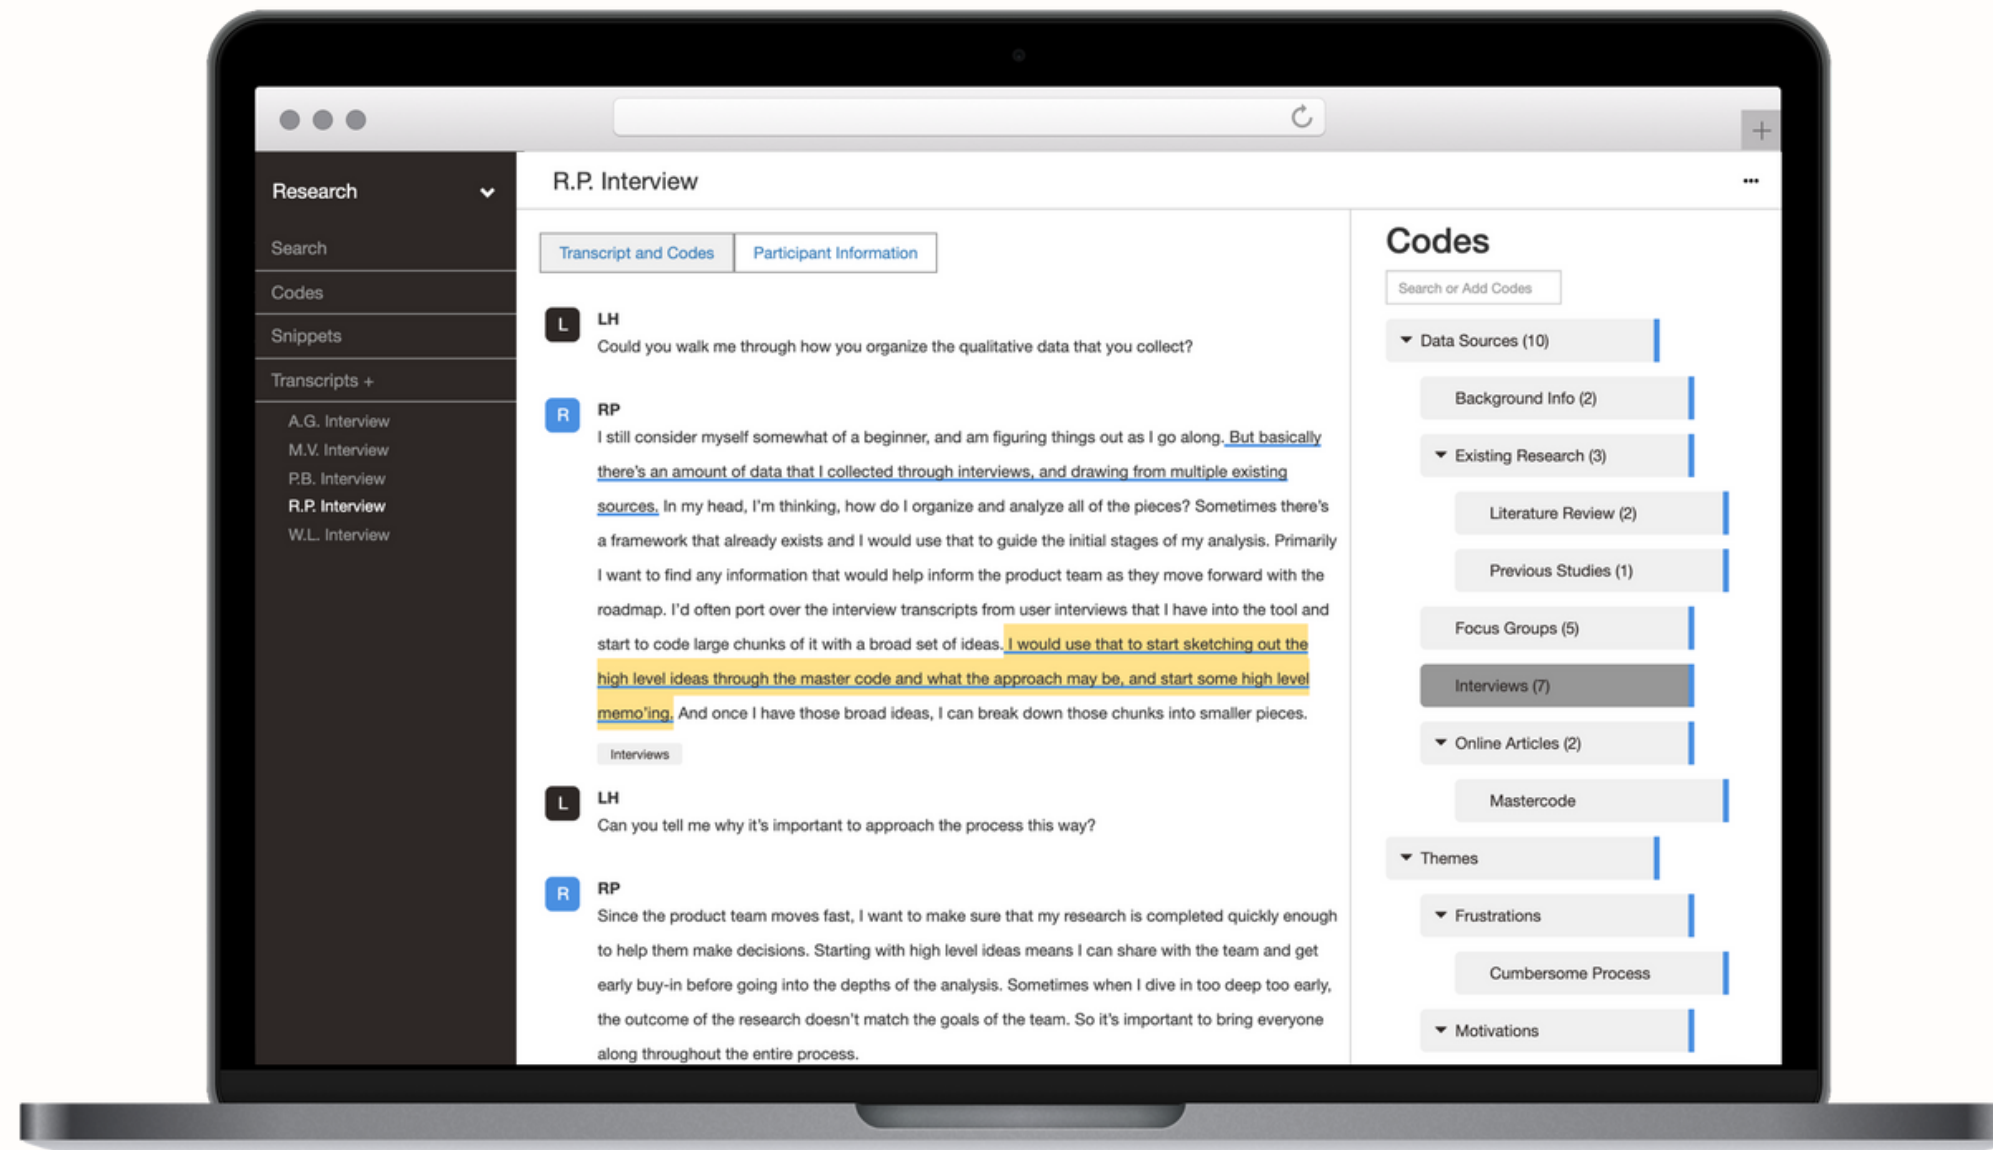 Research
Search
Codes
Snippets
Transcripts +
A.G. Interview
M.V. Interview
P.B. Interview
R.P. Interview
W.L. Interview
R.P. Interview
Transcript and Codes
Participant Information
L
LH
Could you walk me through how you organize the qualitative data that you collect?
R
RP
I still consider myself somewhat of a beginner, and am figuring things out as I go along. But basically
there's an amount of data that I collected through interviews, and drawing from multiple existing
sources. In my head, I'm thinking, how do I organize and analyze all of the pieces? Sometimes there's
a framework that already exists and I would use that to guide the initial stages of my analysis. Primarily
I want to find any information that would help inform the product team as they move forward with the
roadmap. I'd often port over the interview transcripts from user interviews that I have into the tool and
start to code large chunks of it with a broad set of ideas. I would use that to start sketching out the
high level ideas through the master code and what the approach may be, and start some high level
memo'ing. And once I have those broad ideas, I can break down those chunks into smaller pieces.
Interviews
L
LH
Can you tell me why it's important to approach the process this way?
R
RP
Since the product team moves fast, I want to make sure that my research is completed quickly enough
to help them make decisions. Starting with high level ideas means I can share with the team and get
early buy-in before going into the depths of the analysis. Sometimes when I dive in too deep too early,
the outcome of the research doesn't match the goals of the team. So it's important to bring everyone
along throughout the entire process.
Codes
Search or Add Codes
Data Sources (10)
Background Info (2)
Existing Research (3)
Literature Review (2)
Previous Studies (1)
Focus Groups (5)
Interviews (7)
Online Articles (2)
Mastercode
Themes
Frustrations
Cumbersome Process
Motivations